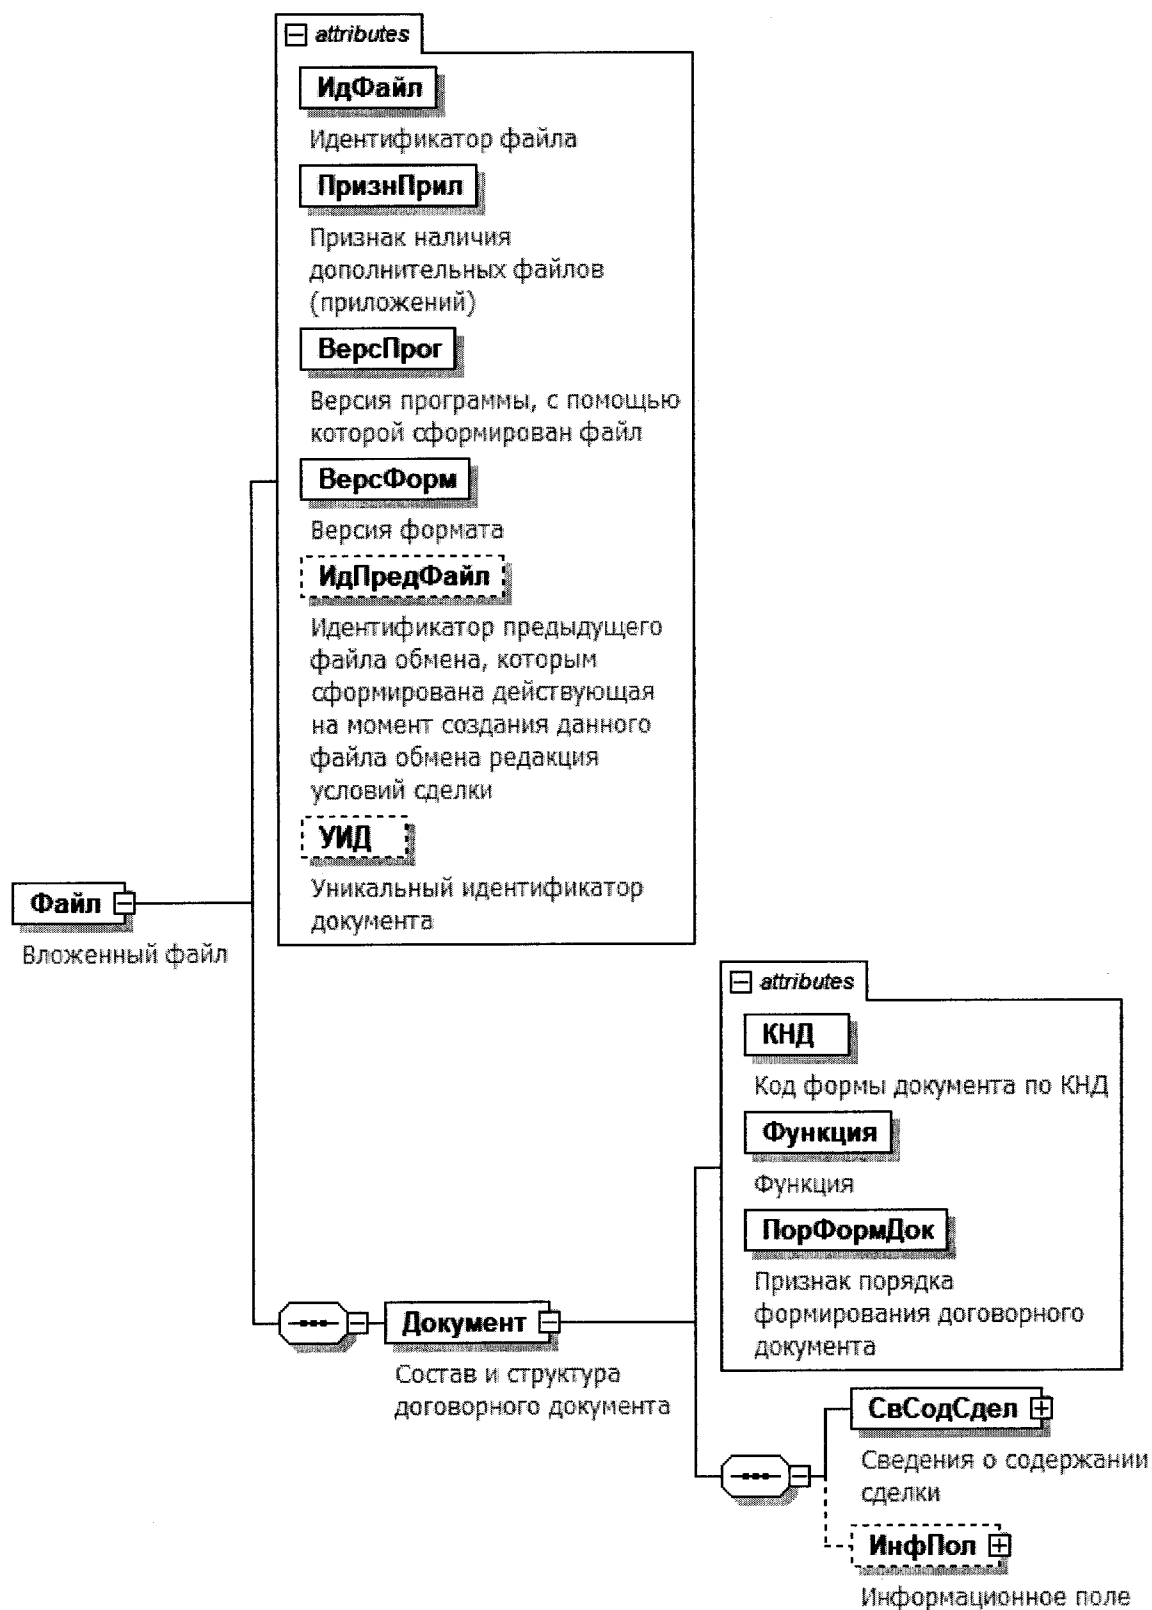 attributes
ИдФайл
Идентификатор файла
ПризнПрил
Признак наличия
дополнительных файлов
(приложений)
ВерсПрог
Версия программы, с помощью
которой сформирован файл
ВерсФорм
Версия формата
ИдПредФайл
Идентификатор предыдущего
файла обмена, которым
сформирована действующая
на момент создания данного
файла обмена редакция
условий сделки
УИД
Уникальный идентификатор
документа
Файл
Вложенный файл
attributes
КНД
Код формы документа по КНД
Функция
Функция
ПорФормДок
Признак порядка
формирования договорного
документа
Документ
Состав и структура
договорного документа
СвСодСдел
Сведения о содержании
сделки
ИнфПол
Информационное поле